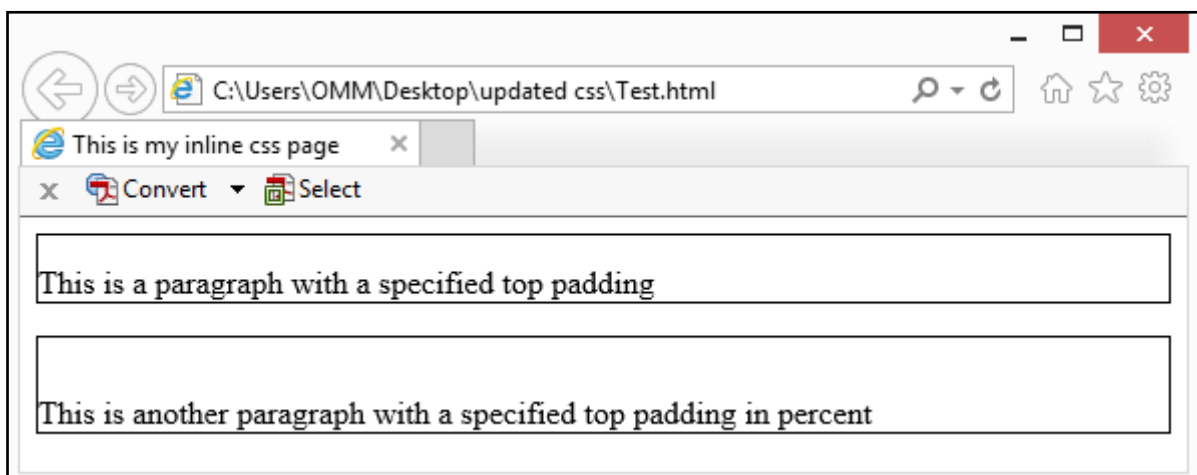 C:\Users\OMM\Desktop\updated css\Test.html
This is my inline css page
Convert Select
This is a paragraph with a specified top padding
This is another paragraph with a specified top padding in percent